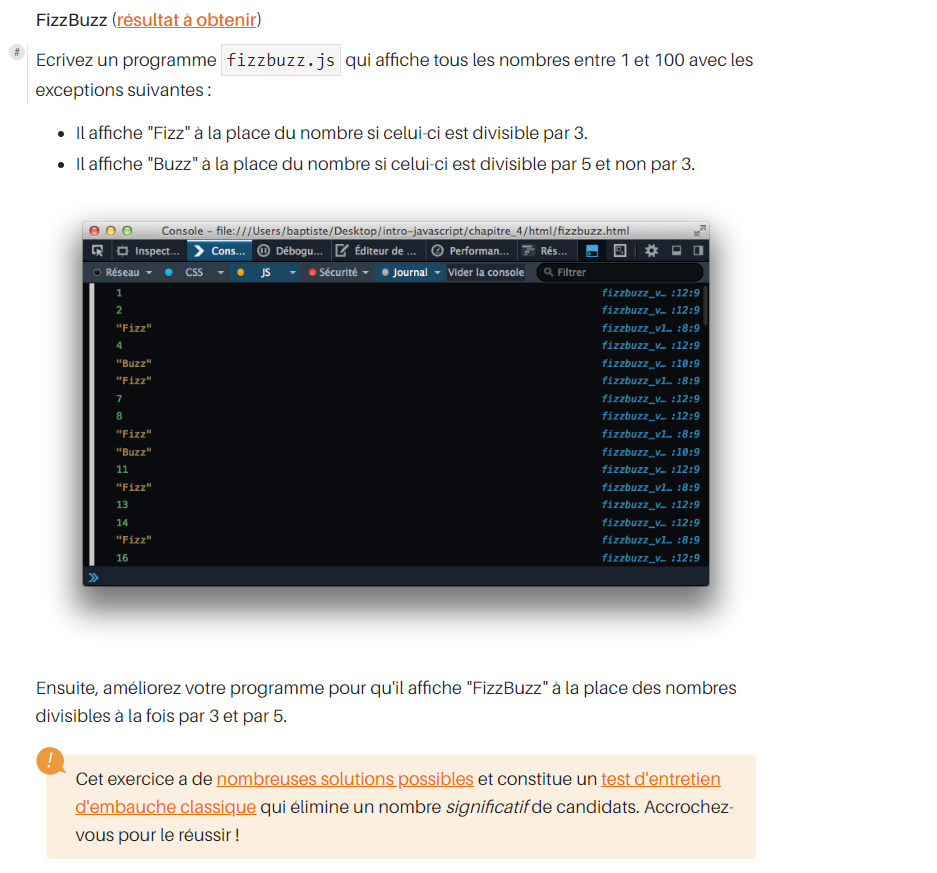 FizzBuzz (résultat à obtenir)
#
Ecrivez un programme fizzbuzz.js qui affiche tous les nombres entre 1 et 100 avec les
exceptions suivantes :
• Il affiche "Fizz" à la place du nombre si celui-ci est divisible par 3.
• Il affiche "Buzz" à la place du nombre si celui-ci est divisible par 5 et non par 3.
Console – file:///Users/baptiste/Desktop/intro-javascript/chapitre_4/html/fizzbuzz.html
Inspect... Cons... Débogu... Éditeur de ... Performan... Rés...
Réseau CSS JS Sécurité Journal Vider la console Filtrer
1 fizzbuzz_v… :12:9
2 fizzbuzz_v… :12:9
"Fizz" fizzbuzz_v1… :8:9
4 fizzbuzz_v… :12:9
"Buzz" fizzbuzz_v… :10:9
"Fizz" fizzbuzz_v1… :8:9
7 fizzbuzz_v… :12:9
8 fizzbuzz_v… :12:9
"Fizz" fizzbuzz_v1… :8:9
"Buzz" fizzbuzz_v… :10:9
11 fizzbuzz_v… :12:9
"Fizz" fizzbuzz_v1… :8:9
13 fizzbuzz_v… :12:9
14 fizzbuzz_v… :12:9
"Fizz" fizzbuzz_v1… :8:9
16 fizzbuzz_v… :12:9
»
Ensuite, améliorez votre programme pour qu'il affiche "FizzBuzz" à la place des nombres
divisibles à la fois par 3 et par 5.
!
Cet exercice a de nombreuses solutions possibles et constitue un test d'entretien
d'embauche classique qui élimine un nombre significatif de candidats. Accrochez-
vous pour le réussir !